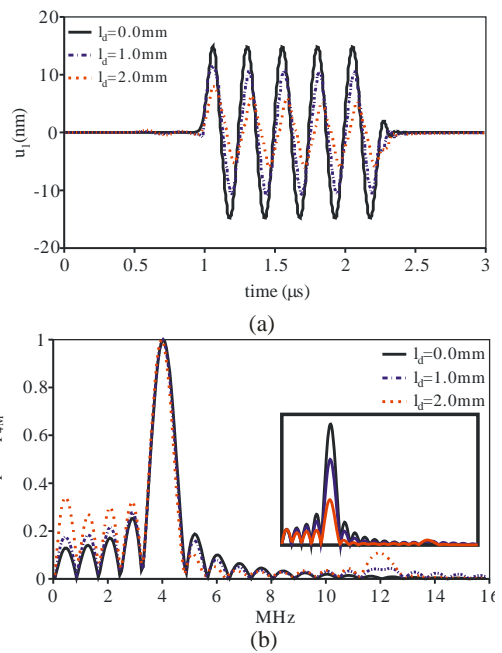 20
10
0
-10
-20
u₁(nm)
l_d=0.0mm
l_d=1.0mm
l_d=2.0mm
0 0.5 1 1.5 2 2.5 3
time (μs)
(a)
1
0.8
0.6
0.4
0.2
0
l_d=0.0mm
l_d=1.0mm
l_d=2.0mm
0 2 4 6 8 10 12 14 16
MHz
(b)